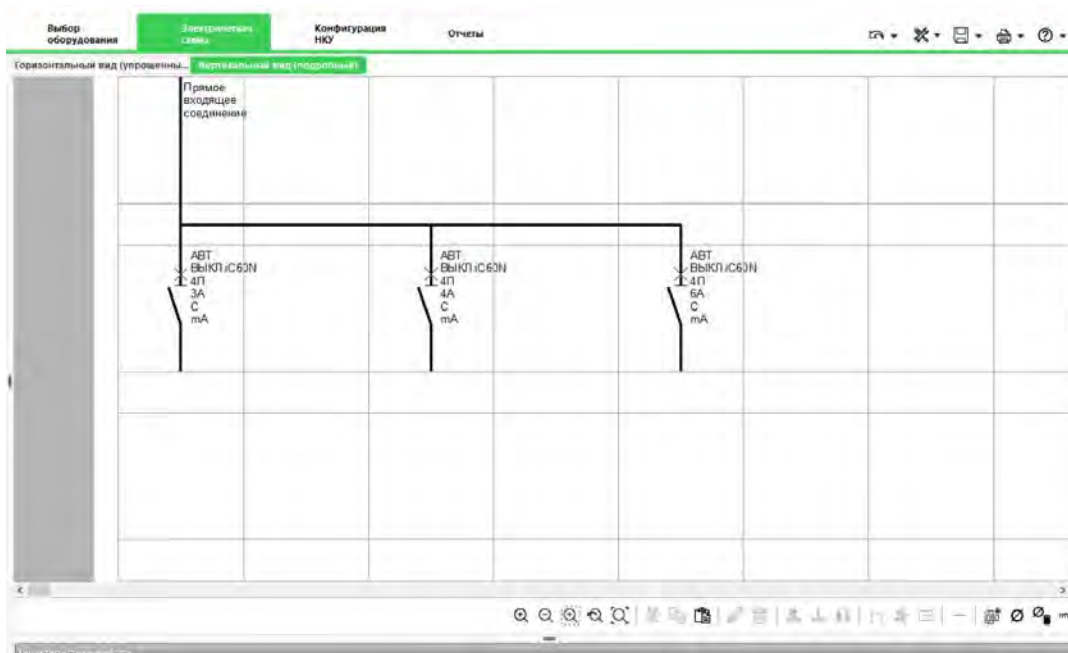 Выбор
оборудования
Электрическая
схема
Конфигурация
НКУ
Отчеты
Горизонтальный вид (упрощенны...
Вертикальный вид (подробный)
Прямое
входящее
соединение
АВТ
ВЫКЛ.iC60N
4П
3А
C
mA
АВТ
ВЫКЛ.iC60N
4П
4А
C
mA
АВТ
ВЫКЛ.iC60N
4П
6А
C
mA